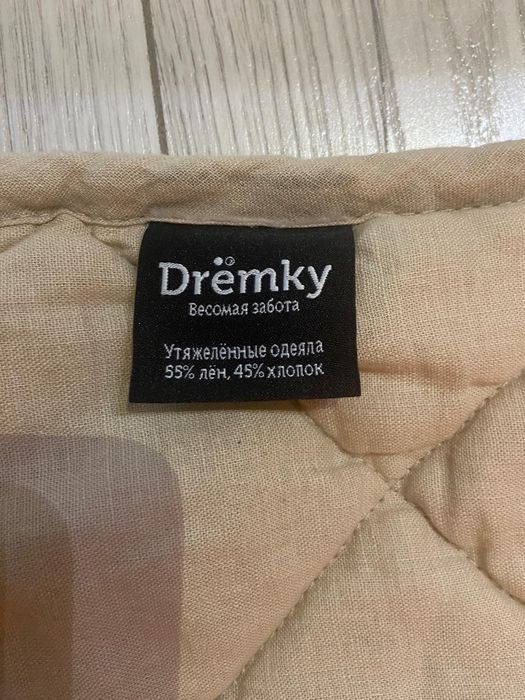 Drёmky
Весомая забота
Утяжелённые одеяла
55% лён, 45% хлопок